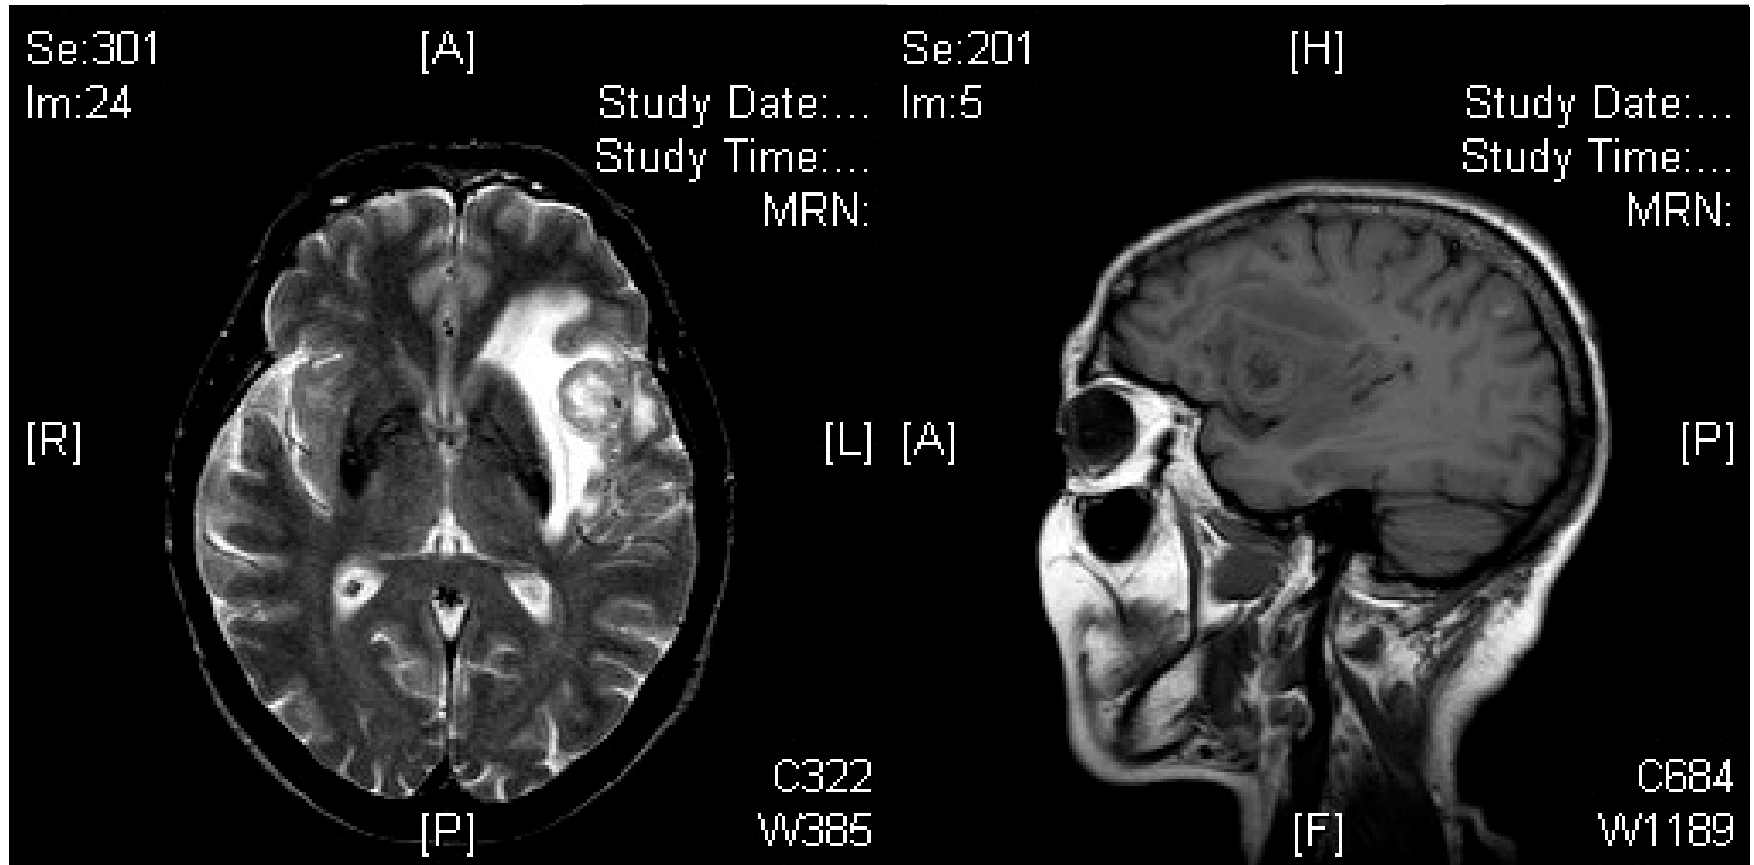 Se:301
[A]
Im:24
Study Date:...
Study Time:...
MRN:
[R]
[L]
C322
[P]
W385
Se:201
[H]
Im:5
Study Date:...
Study Time:...
MRN:
[A]
[P]
C684
[F]
W1189